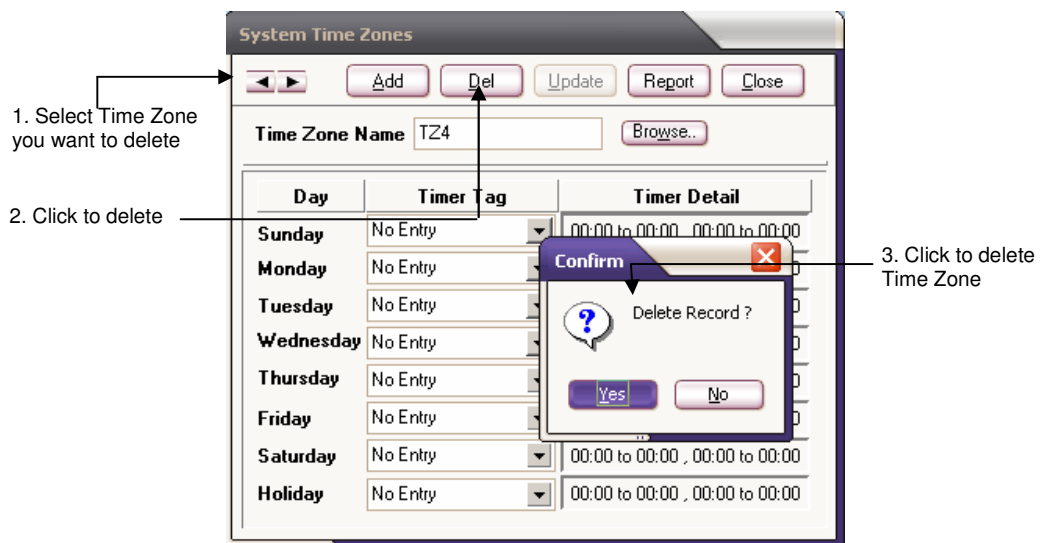 System Time Zones
Add Del Update Report Close
1. Select Time Zone
you want to delete
Time Zone Name TZ4 Browse..
Day Timer Tag Timer Detail
2. Click to delete
Sunday No Entry 00:00 to 00:00 , 00:00 to 00:00
Monday No Entry
Tuesday No Entry
Wednesday No Entry
Thursday No Entry
Friday No Entry
Saturday No Entry 00:00 to 00:00 , 00:00 to 00:00
Holiday No Entry 00:00 to 00:00 , 00:00 to 00:00
Confirm
Delete Record ?
Yes No
3. Click to delete
Time Zone